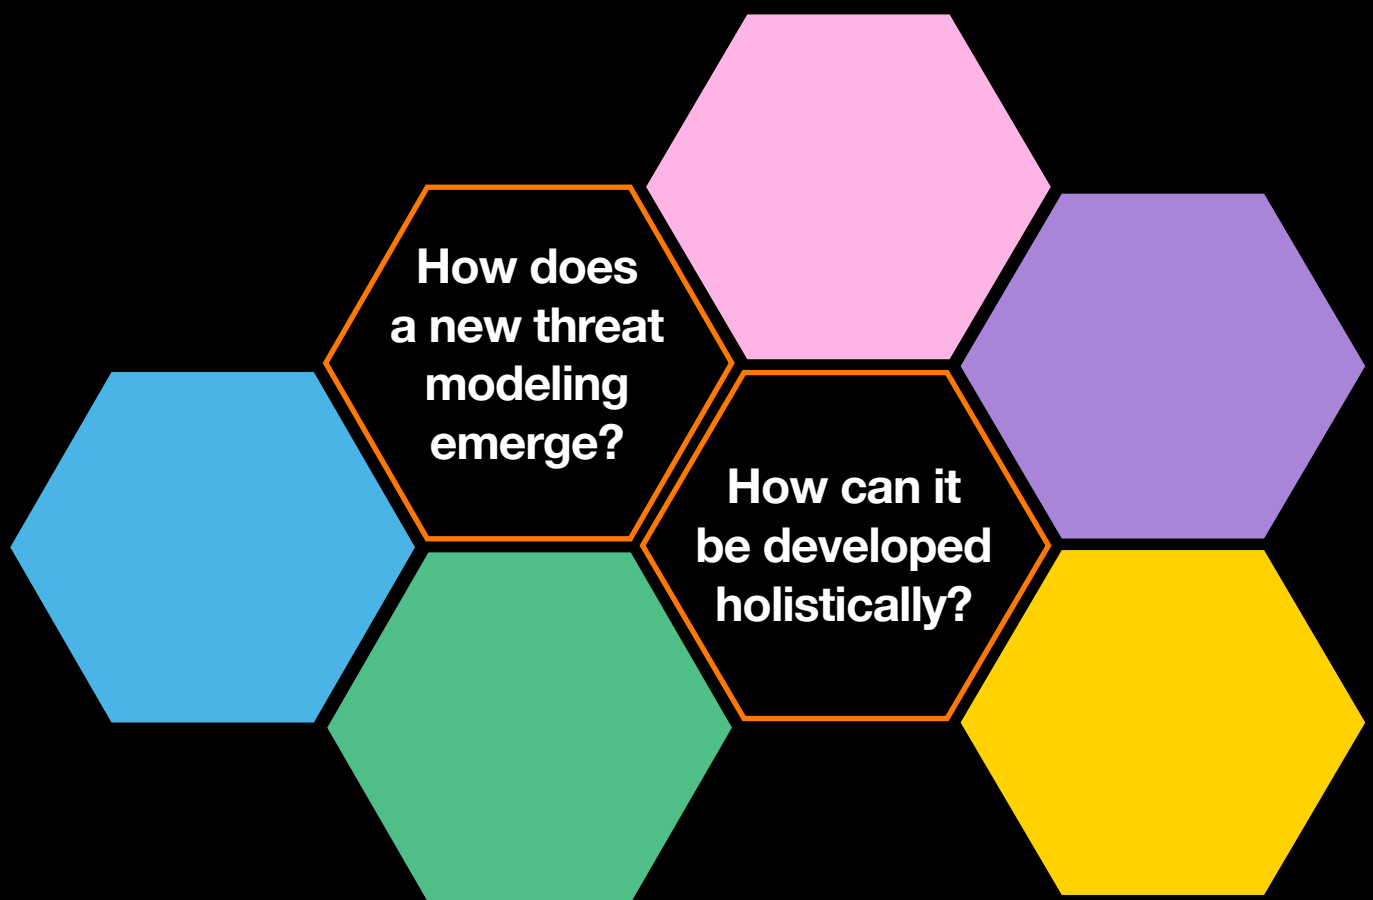 How does
a new threat
modeling
emerge?
How can it
be developed
holistically?